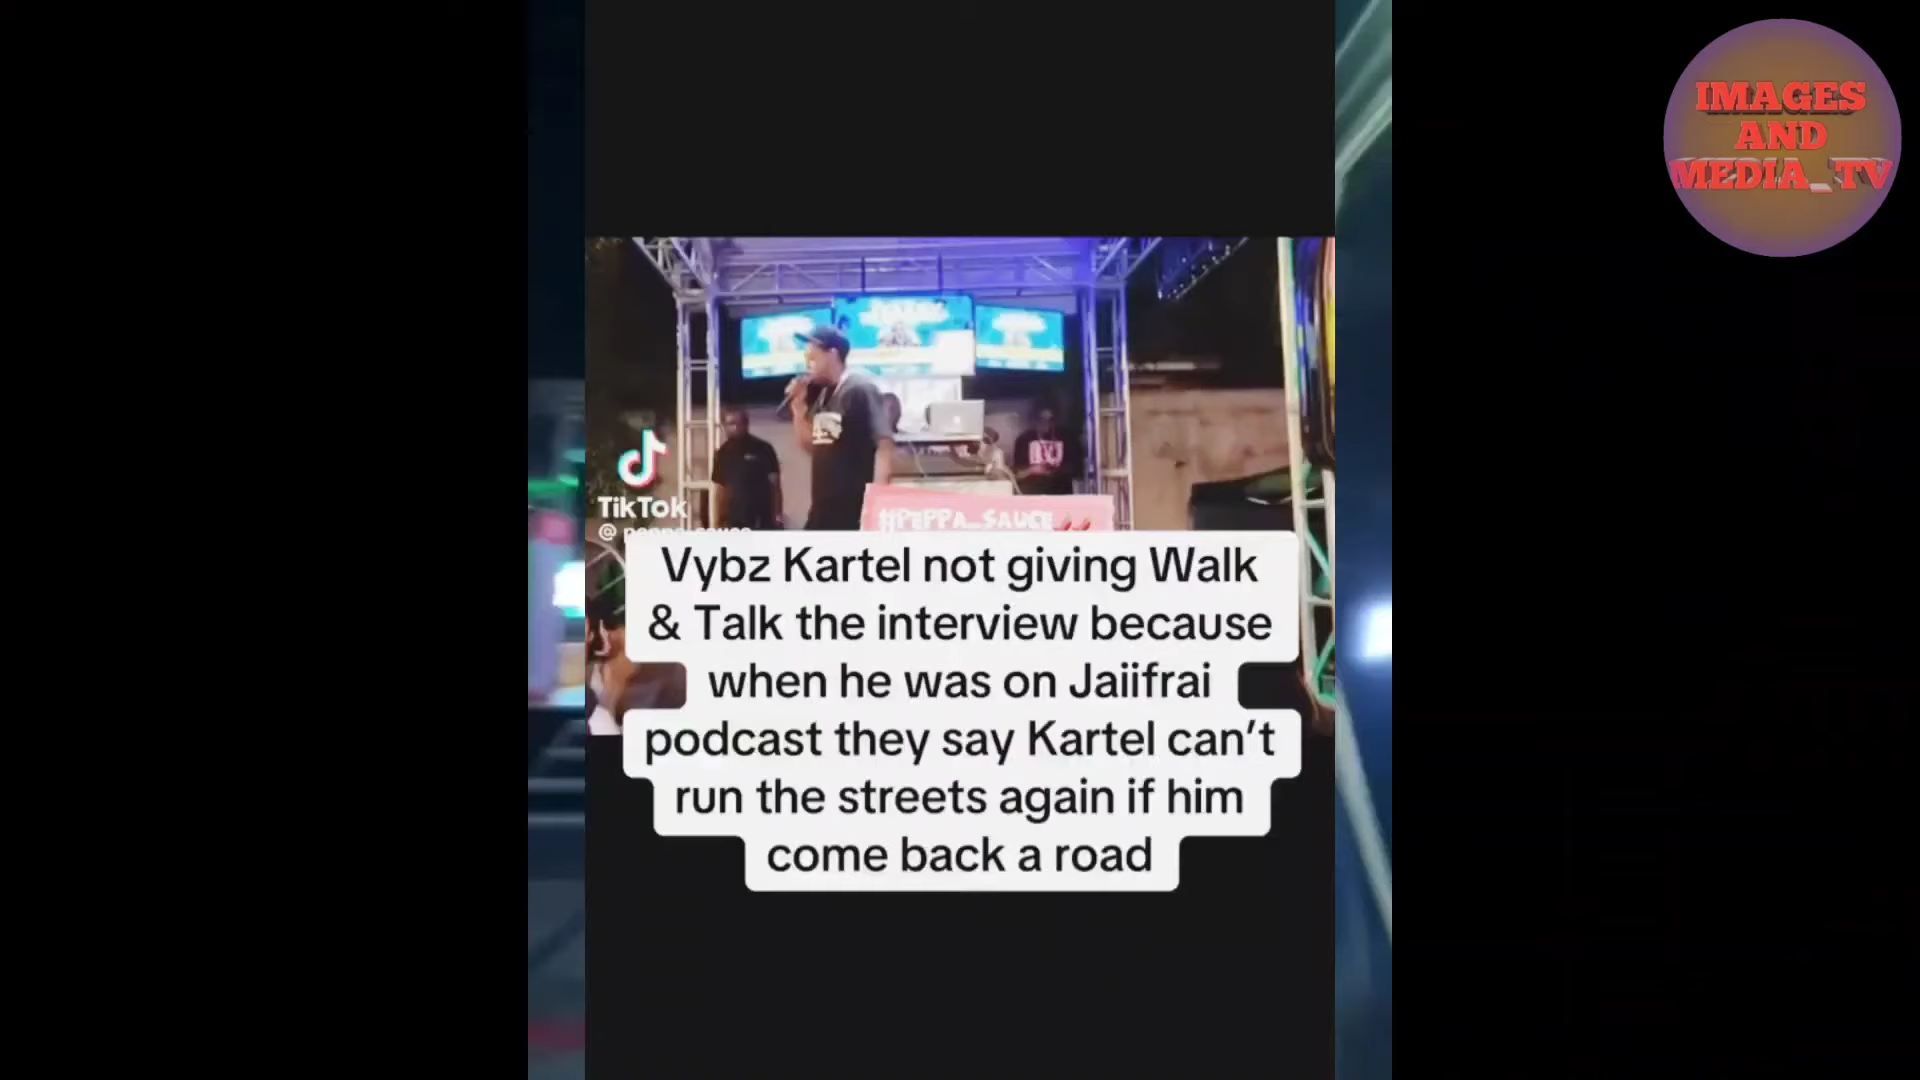 IMAGES
AND
MEDIA_TV
TikTok
#PEPPA_SAUCE
Vybz Kartel not giving Walk
& Talk the interview because
when he was on Jaiifrai
podcast they say Kartel can’t
run the streets again if him
come back a road